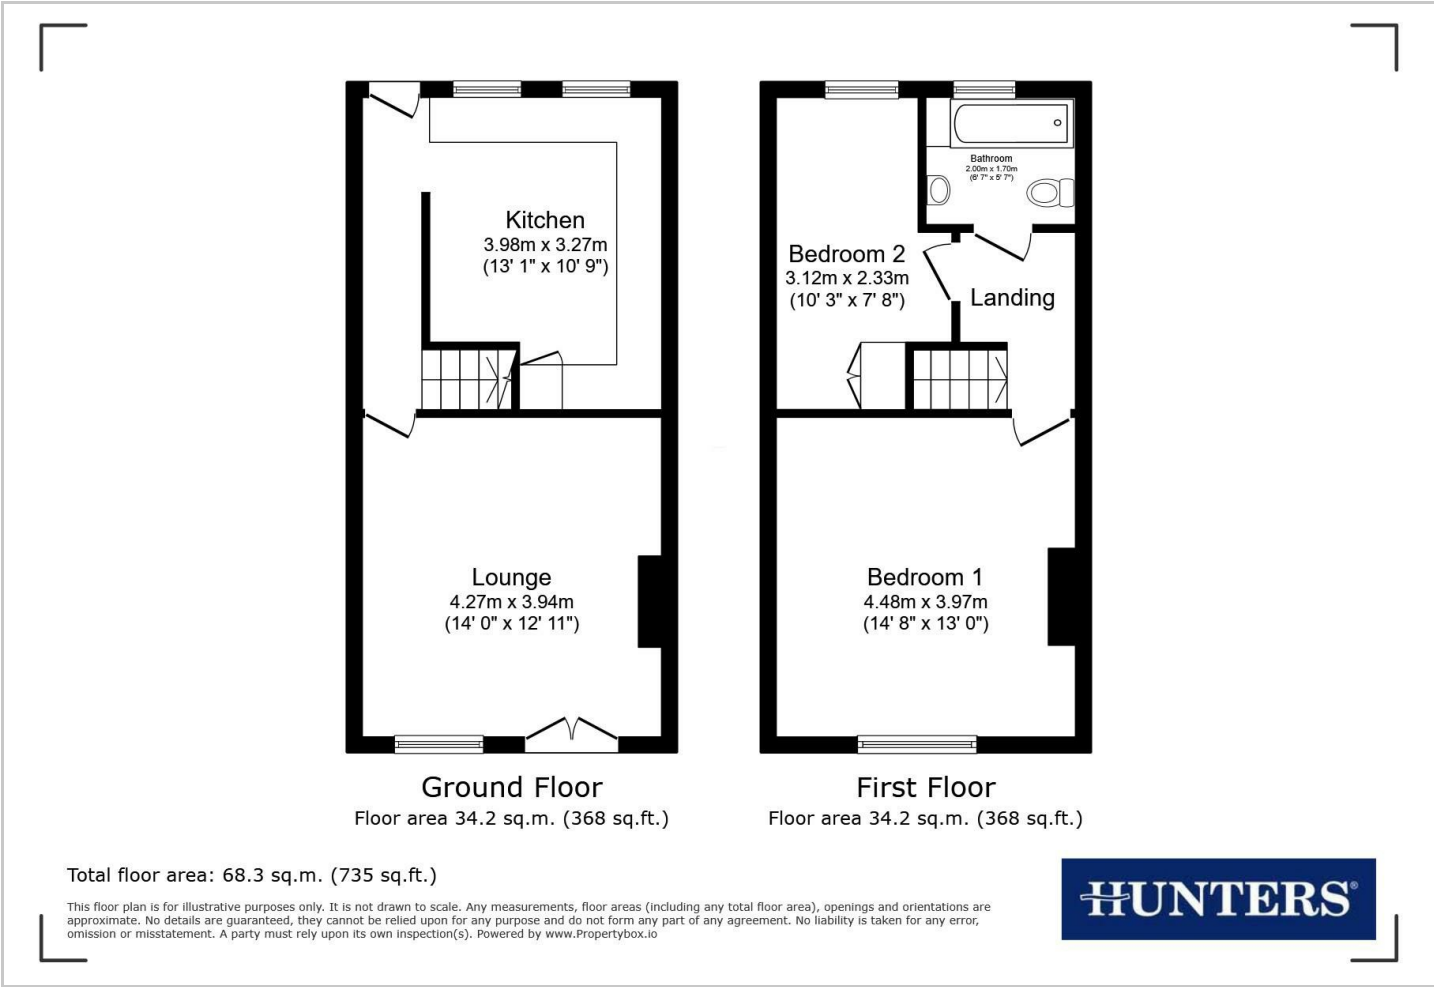 Kitchen
3.98m x 3.27m
(13' 1" x 10' 9")
Lounge
4.27m x 3.94m
(14' 0" x 12' 11")
Ground Floor
Floor area 34.2 sq.m. (368 sq.ft.)
Bathroom
2.00m x 1.70m
(6' 7" x 5' 7")
Bedroom 2
3.12m x 2.33m
(10' 3" x 7' 8")
Landing
Bedroom 1
4.48m x 3.97m
(14' 8" x 13' 0")
First Floor
Floor area 34.2 sq.m. (368 sq.ft.)
Total floor area: 68.3 sq.m. (735 sq.ft.)
This floor plan is for illustrative purposes only. It is not drawn to scale. Any measurements, floor areas (including any total floor area), openings and orientations are
approximate. No details are guaranteed, they cannot be relied upon for any purpose and do not form any part of any agreement. No liability is taken for any error,
omission or misstatement. A party must rely upon its own inspection(s). Powered by www.Propertybox.io
HUNTERS®